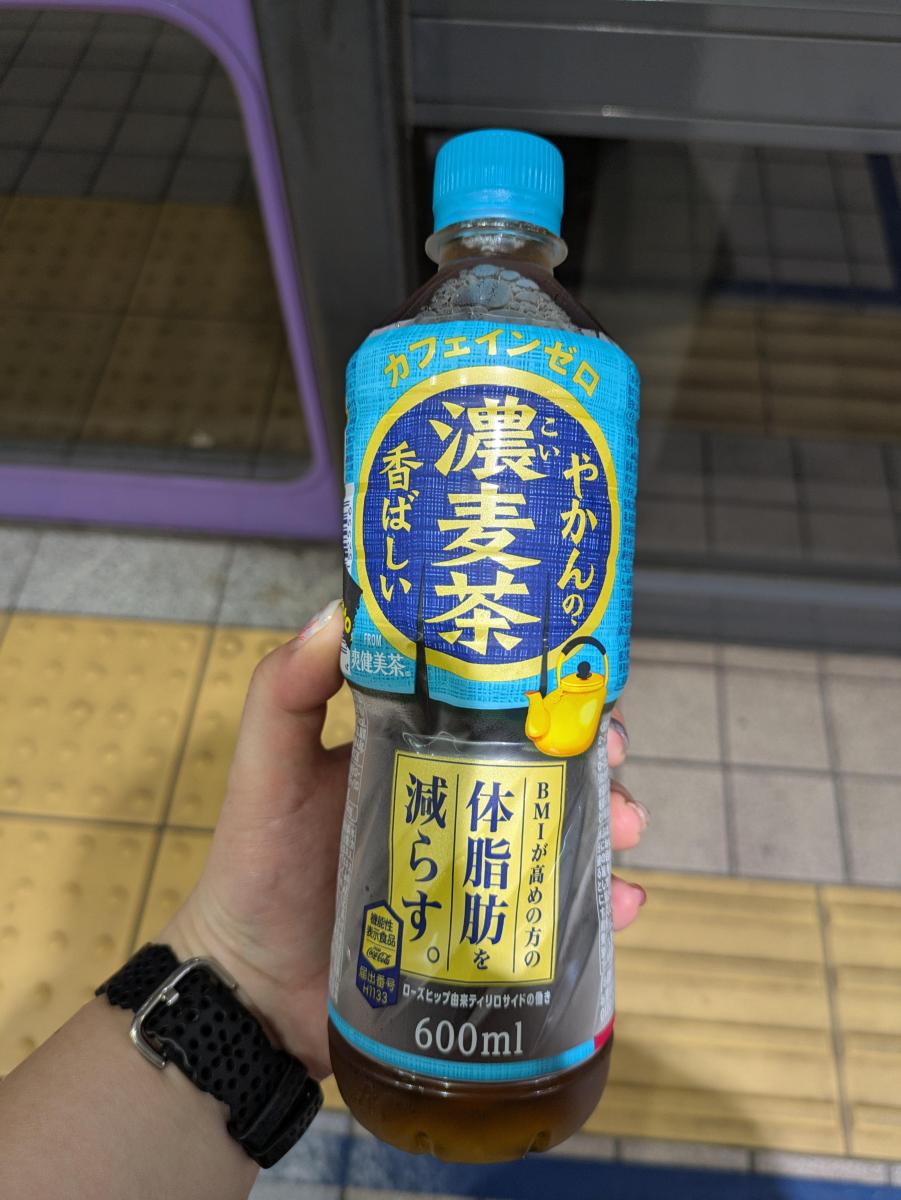 カフェインゼロ
やかんの、
濃麦茶
こい
香ばしい
FROM
爽健美茶
BMIが高めの方の
体脂肪を
減らす。
機能性
表示食品
Coca-Cola
届出番号
H1133
ローズヒップ由来ティリロサイドの働き
600ml